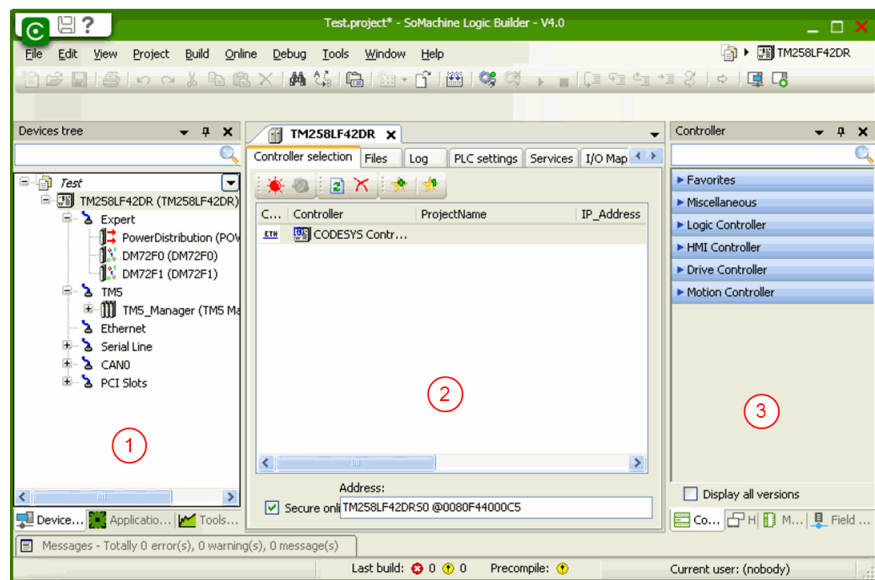 Test.project* - SoMachine Logic Builder - V4.0
File Edit View Project Build Online Debug Tools Window Help
TM258LF42DR
Devices tree
Test
TM258LF42DR (TM258LF42DR)
Expert
PowerDistribution (POW
DM72F0 (DM72F0)
DM72F1 (DM72F1)
TM5
TM5_Manager (TM5 Ma
Ethernet
Serial Line
CAN0
PCI Slots
1
Device... Applicatio... Tools...
TM258LF42DR
Controller selection Files Log PLC settings Services I/O Map
C... Controller ProjectName IP_Address
ETH CODESYS Contr...
2
Address:
Secure onli TM258LF42DRS0 @0080F44000C5
Controller
Favorites
Miscellaneous
Logic Controller
HMI Controller
Drive Controller
Motion Controller
3
Display all versions
Co... H M... Field ...
Messages - Totally 0 error(s), 0 warning(s), 0 message(s)
Last build: 0 0 Precompile: Current user: (nobody)